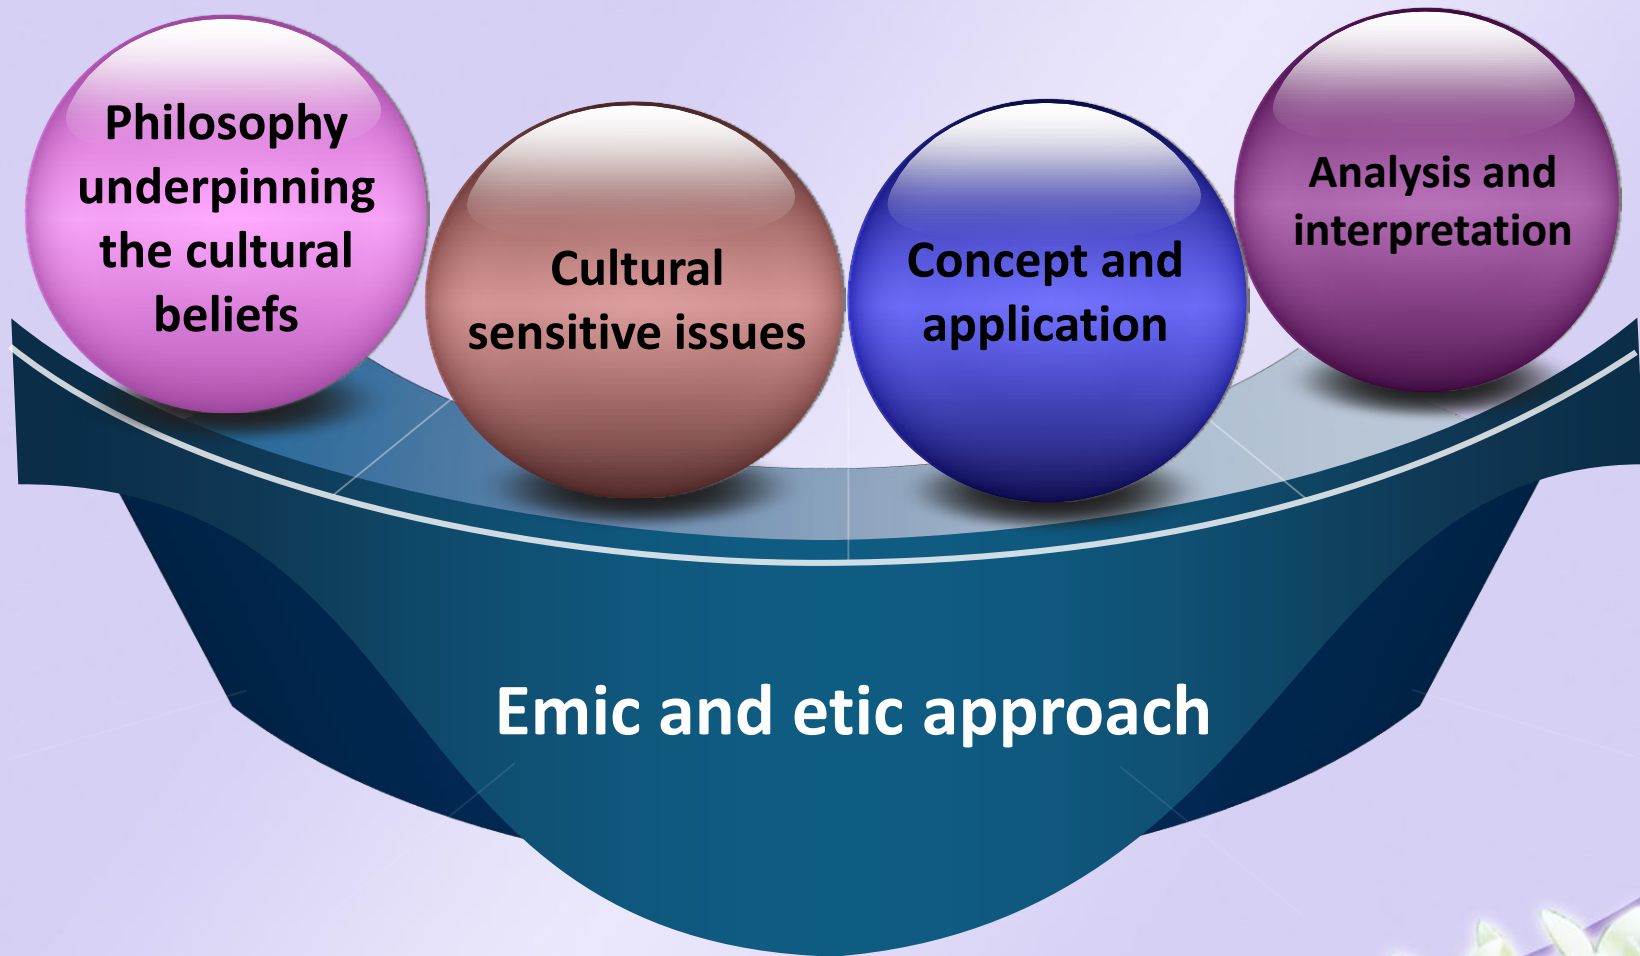 Philosophy
underpinning
the cultural
beliefs
Cultural
sensitive issues
Concept and
application
Analysis and
interpretation
Emic and etic approach